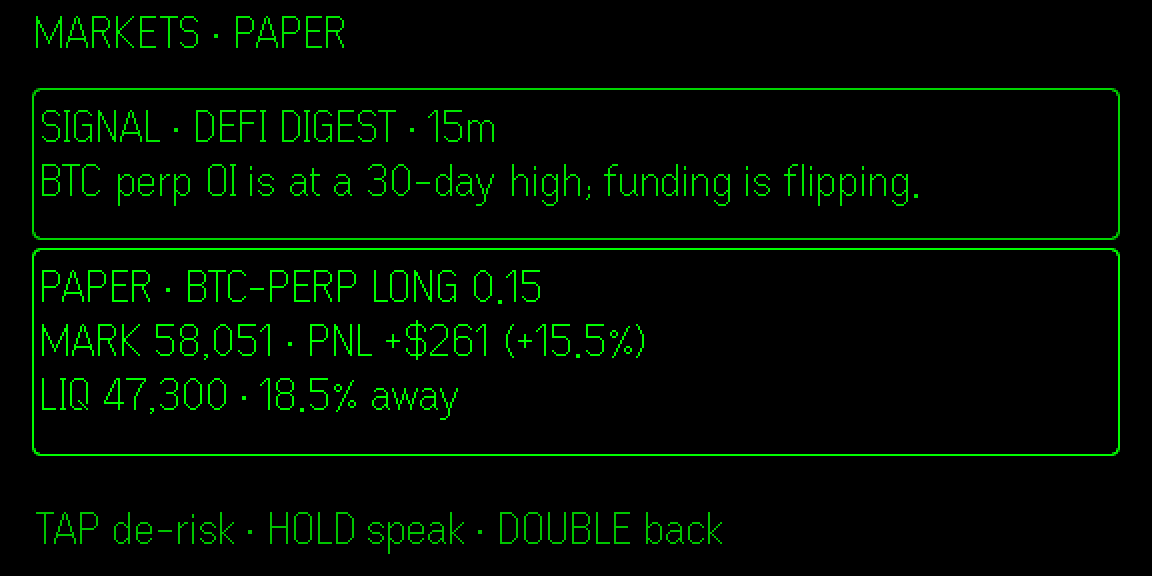 MARKETS · PAPER
SIGNAL · DEFI DIGEST · 15m
BTC perp OI is at a 30-day high; funding is flipping.
PAPER · BTC-PERP LONG 0.15
MARK 58,051 · PNL +$261 (+15.5%)
LIQ 47,300 · 18.5% away
TAP de-risk · HOLD speak · DOUBLE back